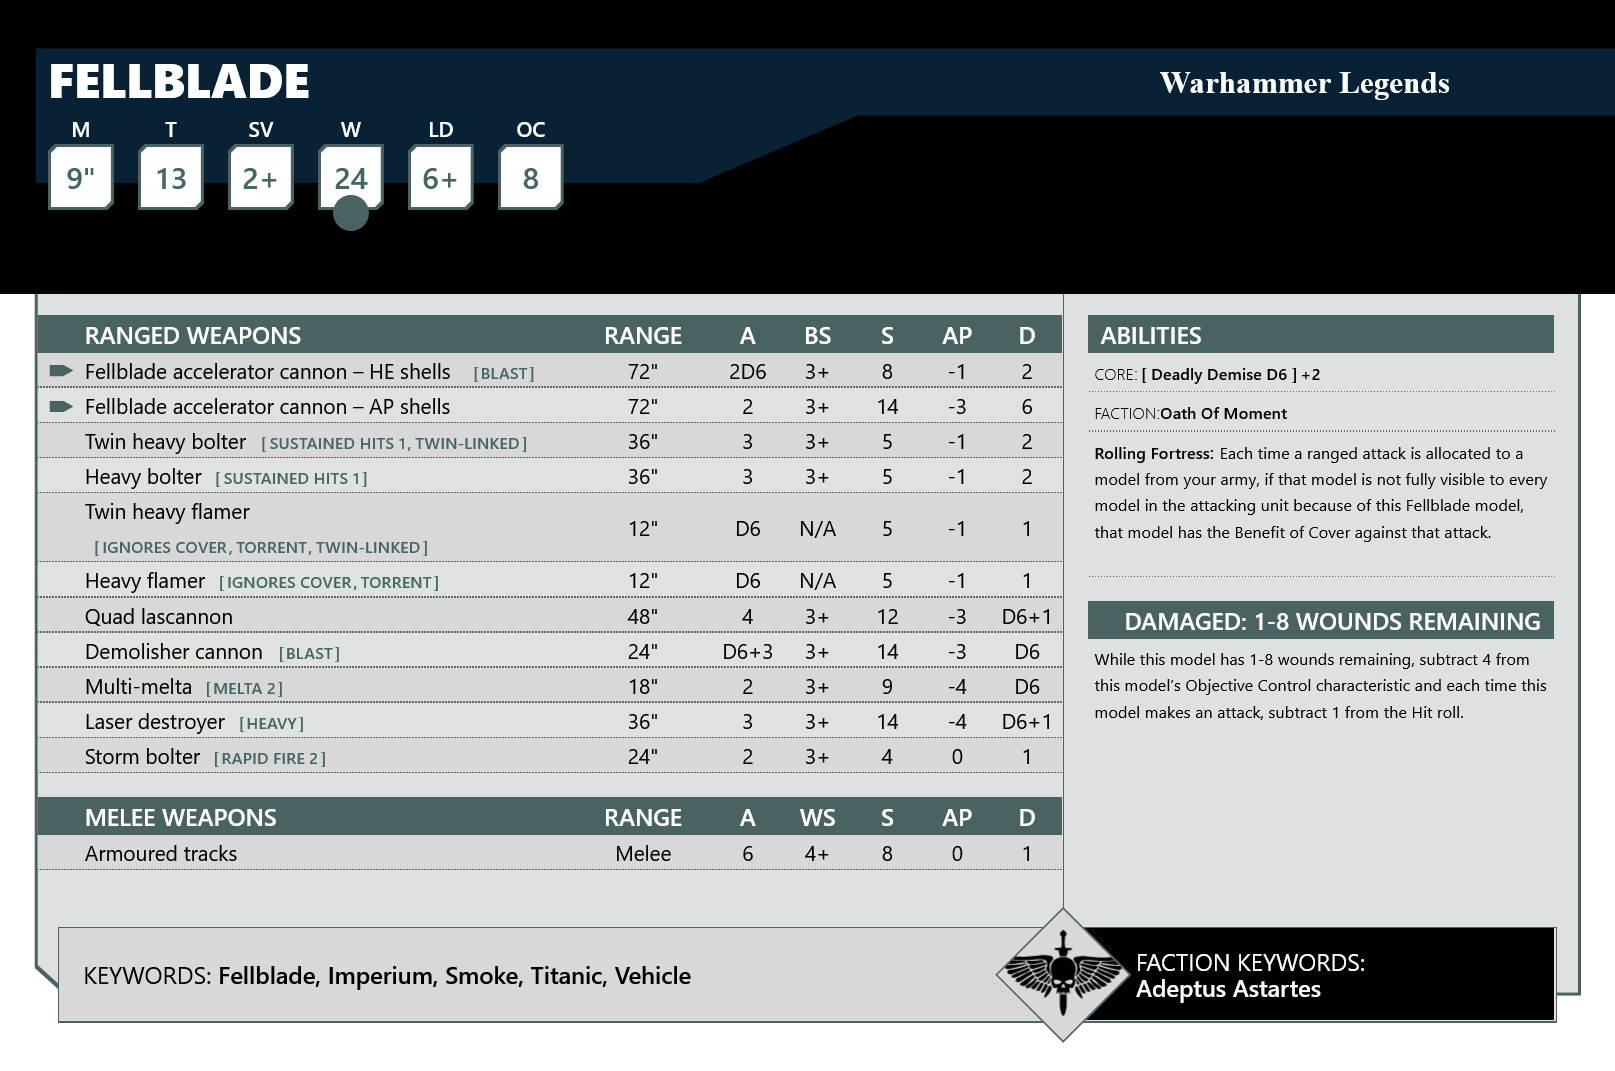 FELLBLADE
Warhammer Legends
M T SV W LD OC
9" 13 2+ 24 6+ 8
RANGED WEAPONS RANGE A BS S AP D
Fellblade accelerator cannon – HE shells [BLAST] 72" 2D6 3+ 8 -1 2
Fellblade accelerator cannon – AP shells 72" 2 3+ 14 -3 6
Twin heavy bolter [SUSTAINED HITS 1, TWIN-LINKED] 36" 3 3+ 5 -1 2
Heavy bolter [SUSTAINED HITS 1] 36" 3 3+ 5 -1 2
Twin heavy flamer
[IGNORES COVER, TORRENT, TWIN-LINKED] 12" D6 N/A 5 -1 1
Heavy flamer [IGNORES COVER, TORRENT] 12" D6 N/A 5 -1 1
Quad lascannon 48" 4 3+ 12 -3 D6+1
Demolisher cannon [BLAST] 24" D6+3 3+ 14 -3 D6
Multi-melta [MELTA 2] 18" 2 3+ 9 -4 D6
Laser destroyer [HEAVY] 36" 3 3+ 14 -4 D6+1
Storm bolter [RAPID FIRE 2] 24" 2 3+ 4 0 1
MELEE WEAPONS RANGE A WS S AP D
Armoured tracks Melee 6 4+ 8 0 1
ABILITIES
CORE: [ Deadly Demise D6 ] +2
FACTION:Oath Of Moment
Rolling Fortress: Each time a ranged attack is allocated to a
model from your army, if that model is not fully visible to every
model in the attacking unit because of this Fellblade model,
that model has the Benefit of Cover against that attack.
DAMAGED: 1-8 WOUNDS REMAINING
While this model has 1-8 wounds remaining, subtract 4 from
this model's Objective Control characteristic and each time this
model makes an attack, subtract 1 from the Hit roll.
KEYWORDS: Fellblade, Imperium, Smoke, Titanic, Vehicle
FACTION KEYWORDS:
Adeptus Astartes